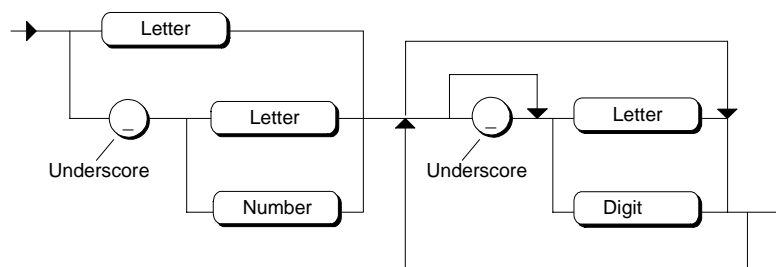 Letter
_
Letter
_
Letter
Underscore
Underscore
Number
Digit